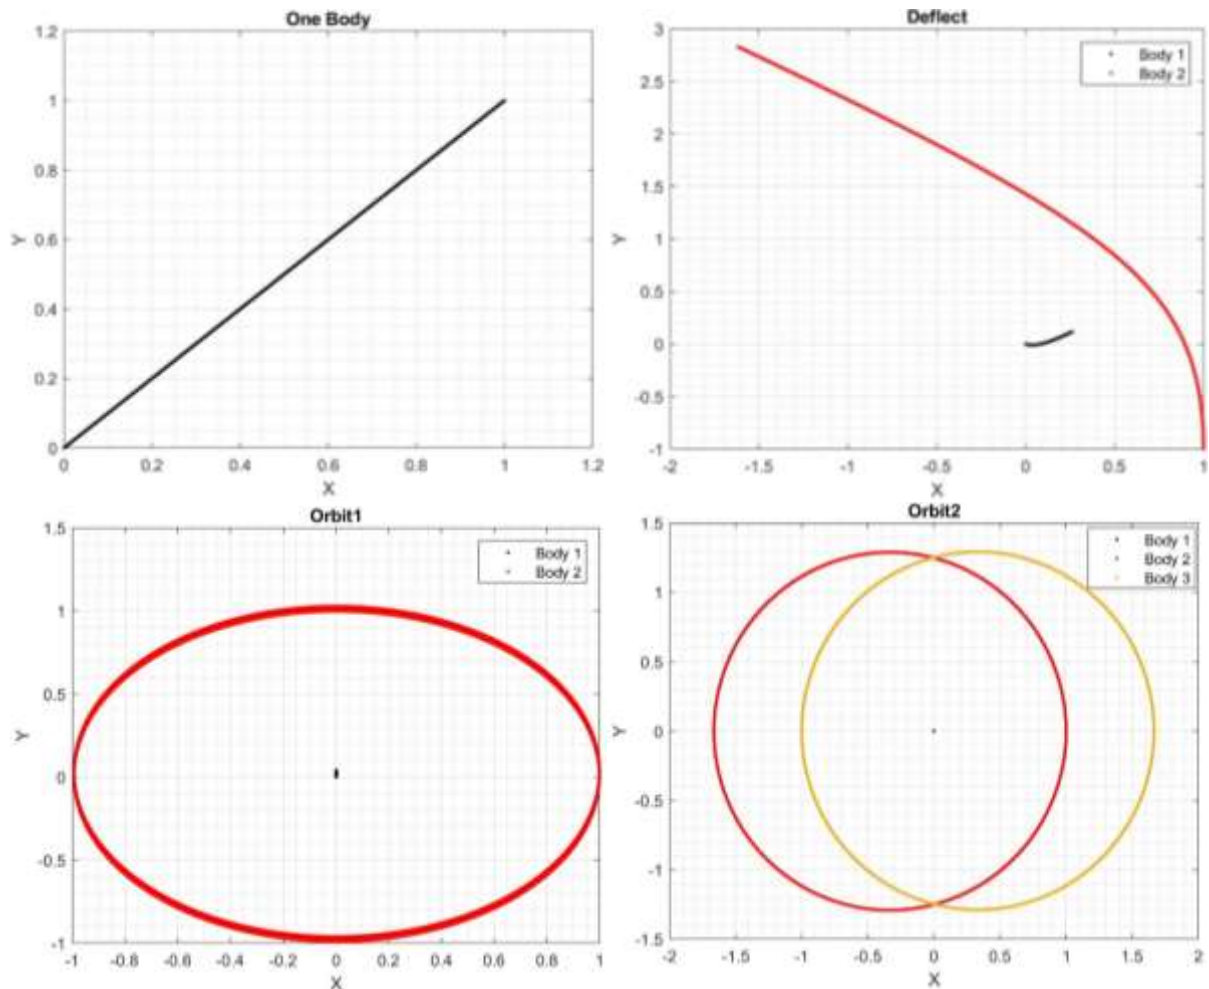 One Body
1.2
1
0.8
0.6
0.4
0.2
0
Y
0 0.2 0.4 0.6 0.8 1 1.2
X
Deflect
Body 1
Body 2
3
2.5
2
1.5
1
0.5
0
-0.5
-1
Y
-2 -1.5 -1 -0.5 0 0.5 1
X
Orbit1
Body 1
Body 2
1.5
1
0.5
0
-0.5
-1
Y
-1 -0.8 -0.6 -0.4 -0.2 0 0.2 0.4 0.6 0.8 1
X
Orbit2
Body 1
Body 2
Body 3
1.5
1
0.5
0
-0.5
-1
-1.5
Y
-2 -1.5 -1 -0.5 0 0.5 1 1.5 2
X